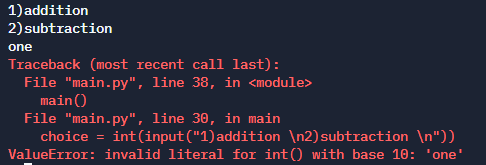 1)addition
2)subtraction
one
Traceback (most recent call last):
  File "main.py", line 38, in <module>
    main()
  File "main.py", line 30, in main
    choice = int(input("1)addition \n2)subtraction \n"))
ValueError: invalid literal for int() with base 10: 'one'